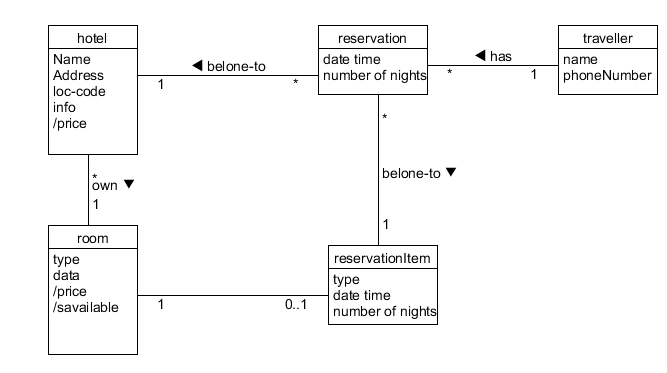 hotel
Name
Address
loc-code
info
/price
◀ belone-to
1
*
reservation
date time
number of nights
◀ has
*
1
traveller
name
phoneNumber
*
own ▼
1
*
belone-to ▼
1
room
type
data
/price
/savailable
1
0..1
reservationItem
type
date time
number of nights